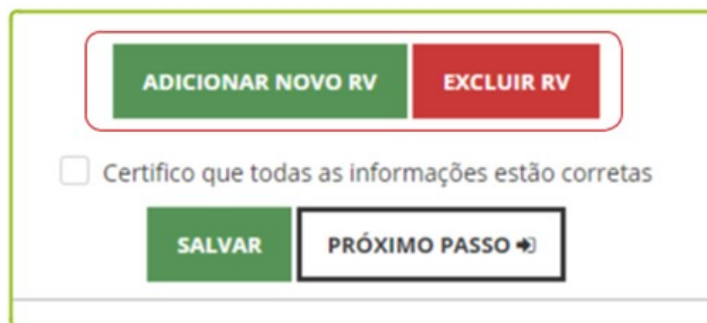 ADICIONAR NOVO RV EXCLUIR RV
Certifico que todas as informações estão corretas
SALVAR PRÓXIMO PASSO